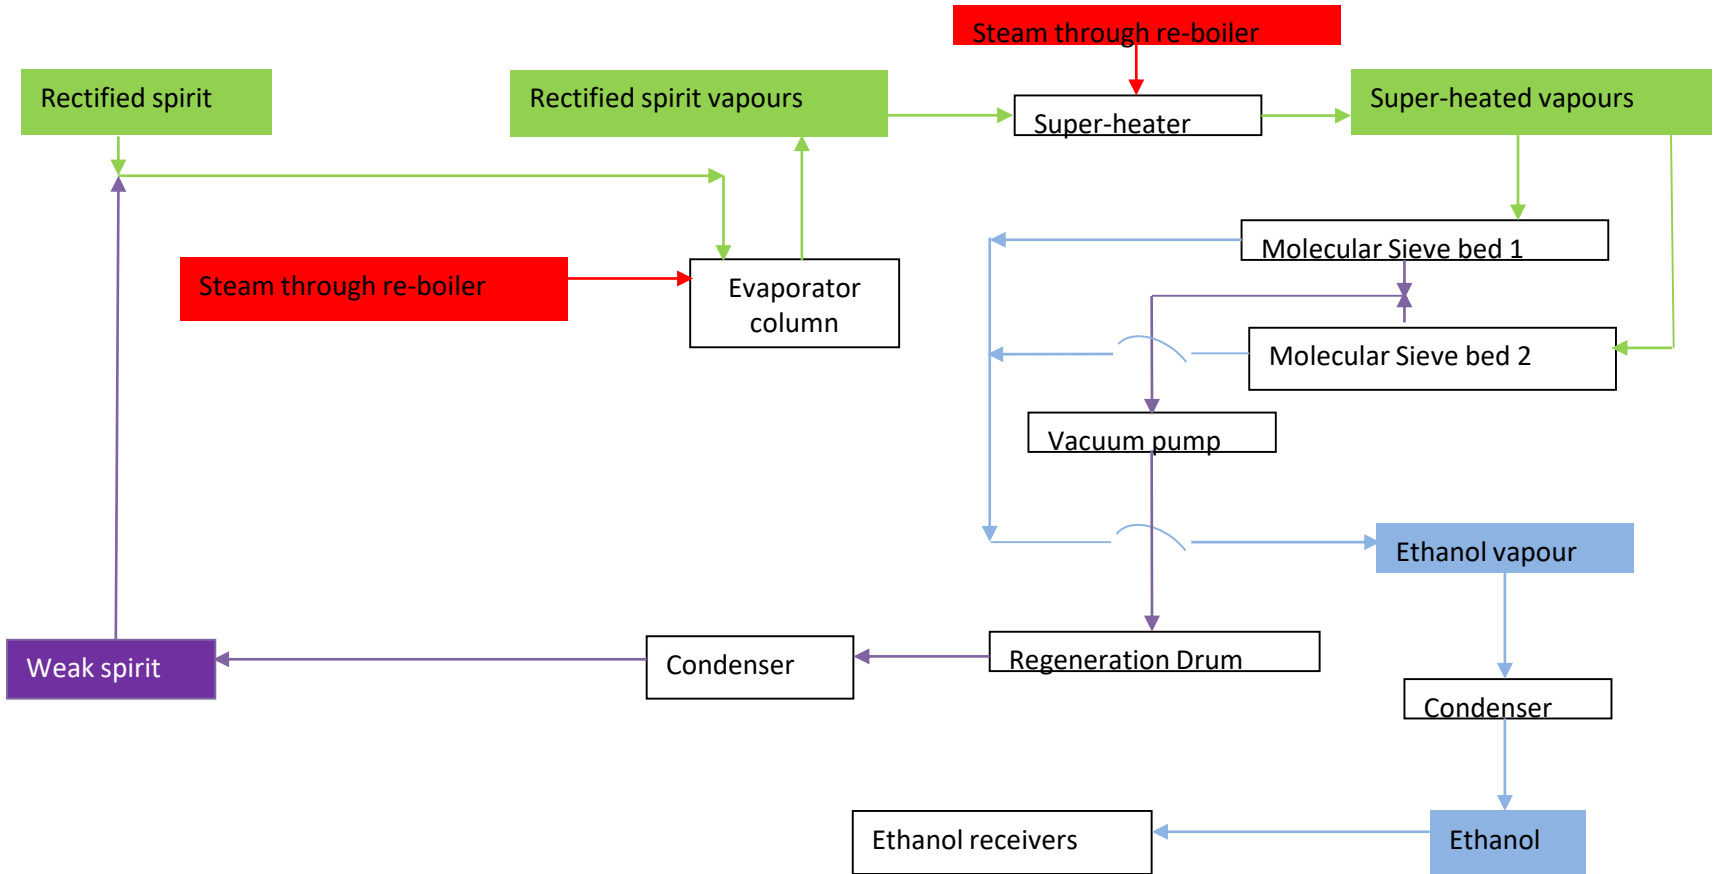 Steam through re-boiler
Rectified spirit
Rectified spirit vapours
Super-heater
Super-heated vapours
Molecular Sieve bed 1
Steam through re-boiler
Evaporator
column
Molecular Sieve bed 2
Vacuum pump
Ethanol vapour
Weak spirit
Condenser
Regeneration Drum
Condenser
Ethanol receivers
Ethanol